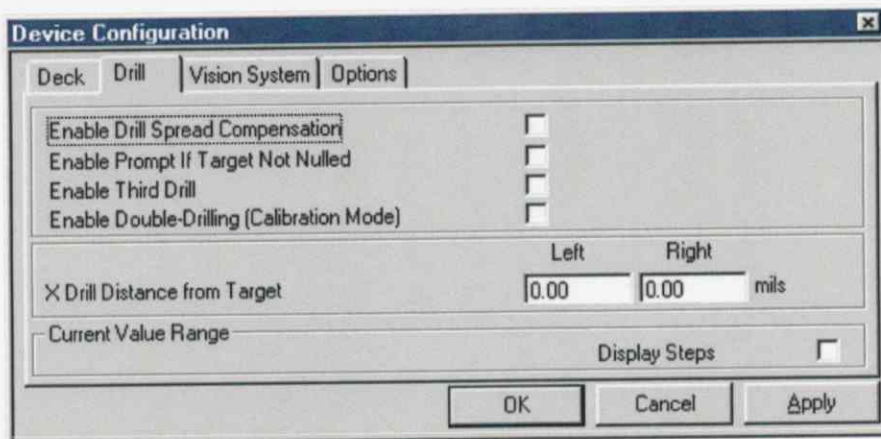 Device Configuration
Deck Drill Vision System Options
Enable Drill Spread Compensation
Enable Prompt If Target Not Nulled
Enable Third Drill
Enable Double-Drilling (Calibration Mode)
Left Right
X Drill Distance from Target 0.00 0.00 mils
Current Value Range
Display Steps
OK Cancel Apply